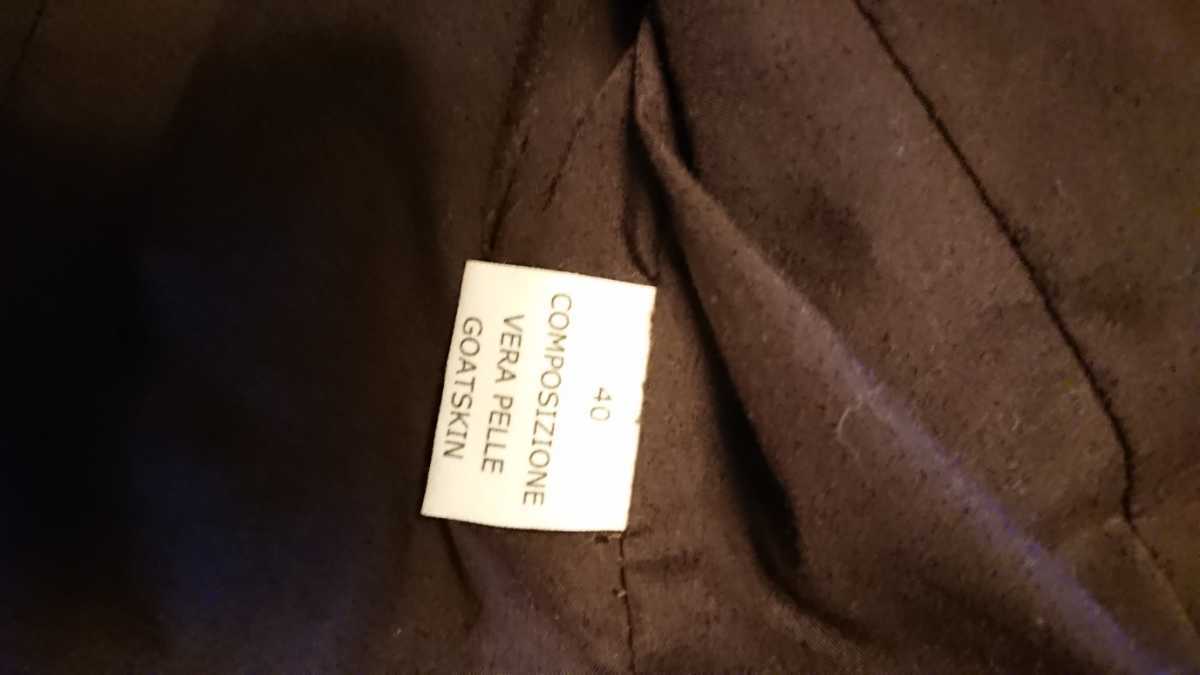 40
COMPOSIZIONE
VERA PELLE
GOATSKIN